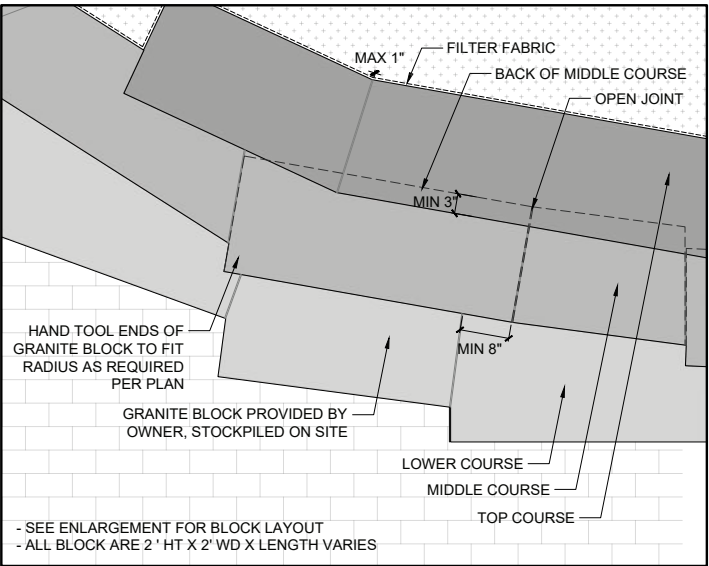 MAX 1"
FILTER FABRIC
BACK OF MIDDLE COURSE
OPEN JOINT
MIN 3"
HAND TOOL ENDS OF
GRANITE BLOCK TO FIT
RADIUS AS REQUIRED
PER PLAN
MIN 8"
GRANITE BLOCK PROVIDED BY
OWNER, STOCKPILED ON SITE
LOWER COURSE
MIDDLE COURSE
TOP COURSE
- SEE ENLARGEMENT FOR BLOCK LAYOUT
- ALL BLOCK ARE 2 ' HT X 2' WD X LENGTH VARIES